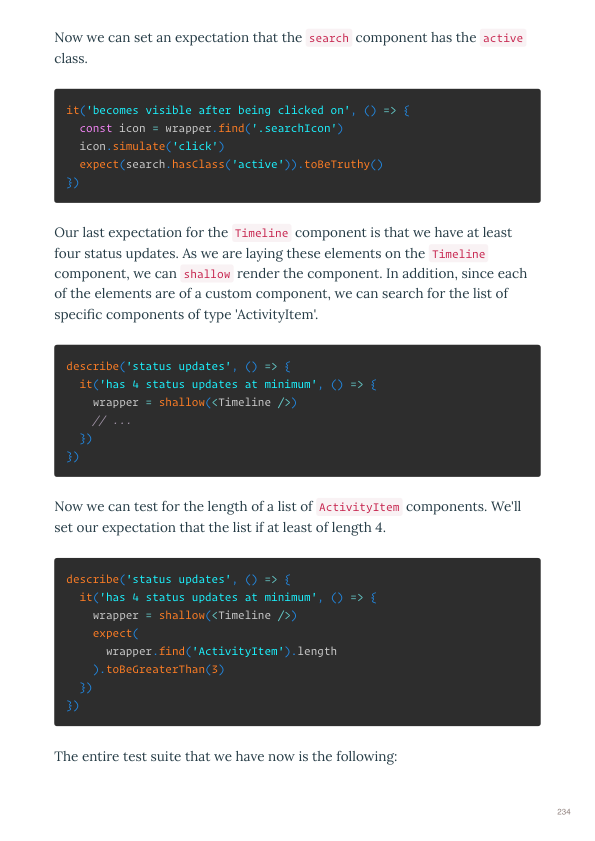 Now we can set an expectation that the search component has the active
class.
it('becomes visible after being clicked on', () => {
  const icon = wrapper.find('.searchIcon')
  icon.simulate('click')
  expect(search.hasClass('active')).toBeTruthy()
})
Our last expectation for the Timeline component is that we have at least
four status updates. As we are laying these elements on the Timeline
component, we can shallow render the component. In addition, since each
of the elements are of a custom component, we can search for the list of
specific components of type 'ActivityItem'.
describe('status updates', () => {
  it('has 4 status updates at minimum', () => {
    wrapper = shallow(<Timeline />)
    // ...
  })
})
Now we can test for the length of a list of ActivityItem components. We'll
set our expectation that the list if at least of length 4.
describe('status updates', () => {
  it('has 4 status updates at minimum', () => {
    wrapper = shallow(<Timeline />)
    expect(
      wrapper.find('ActivityItem').length
    ).toBeGreaterThan(3)
  })
})
The entire test suite that we have now is the following:
234